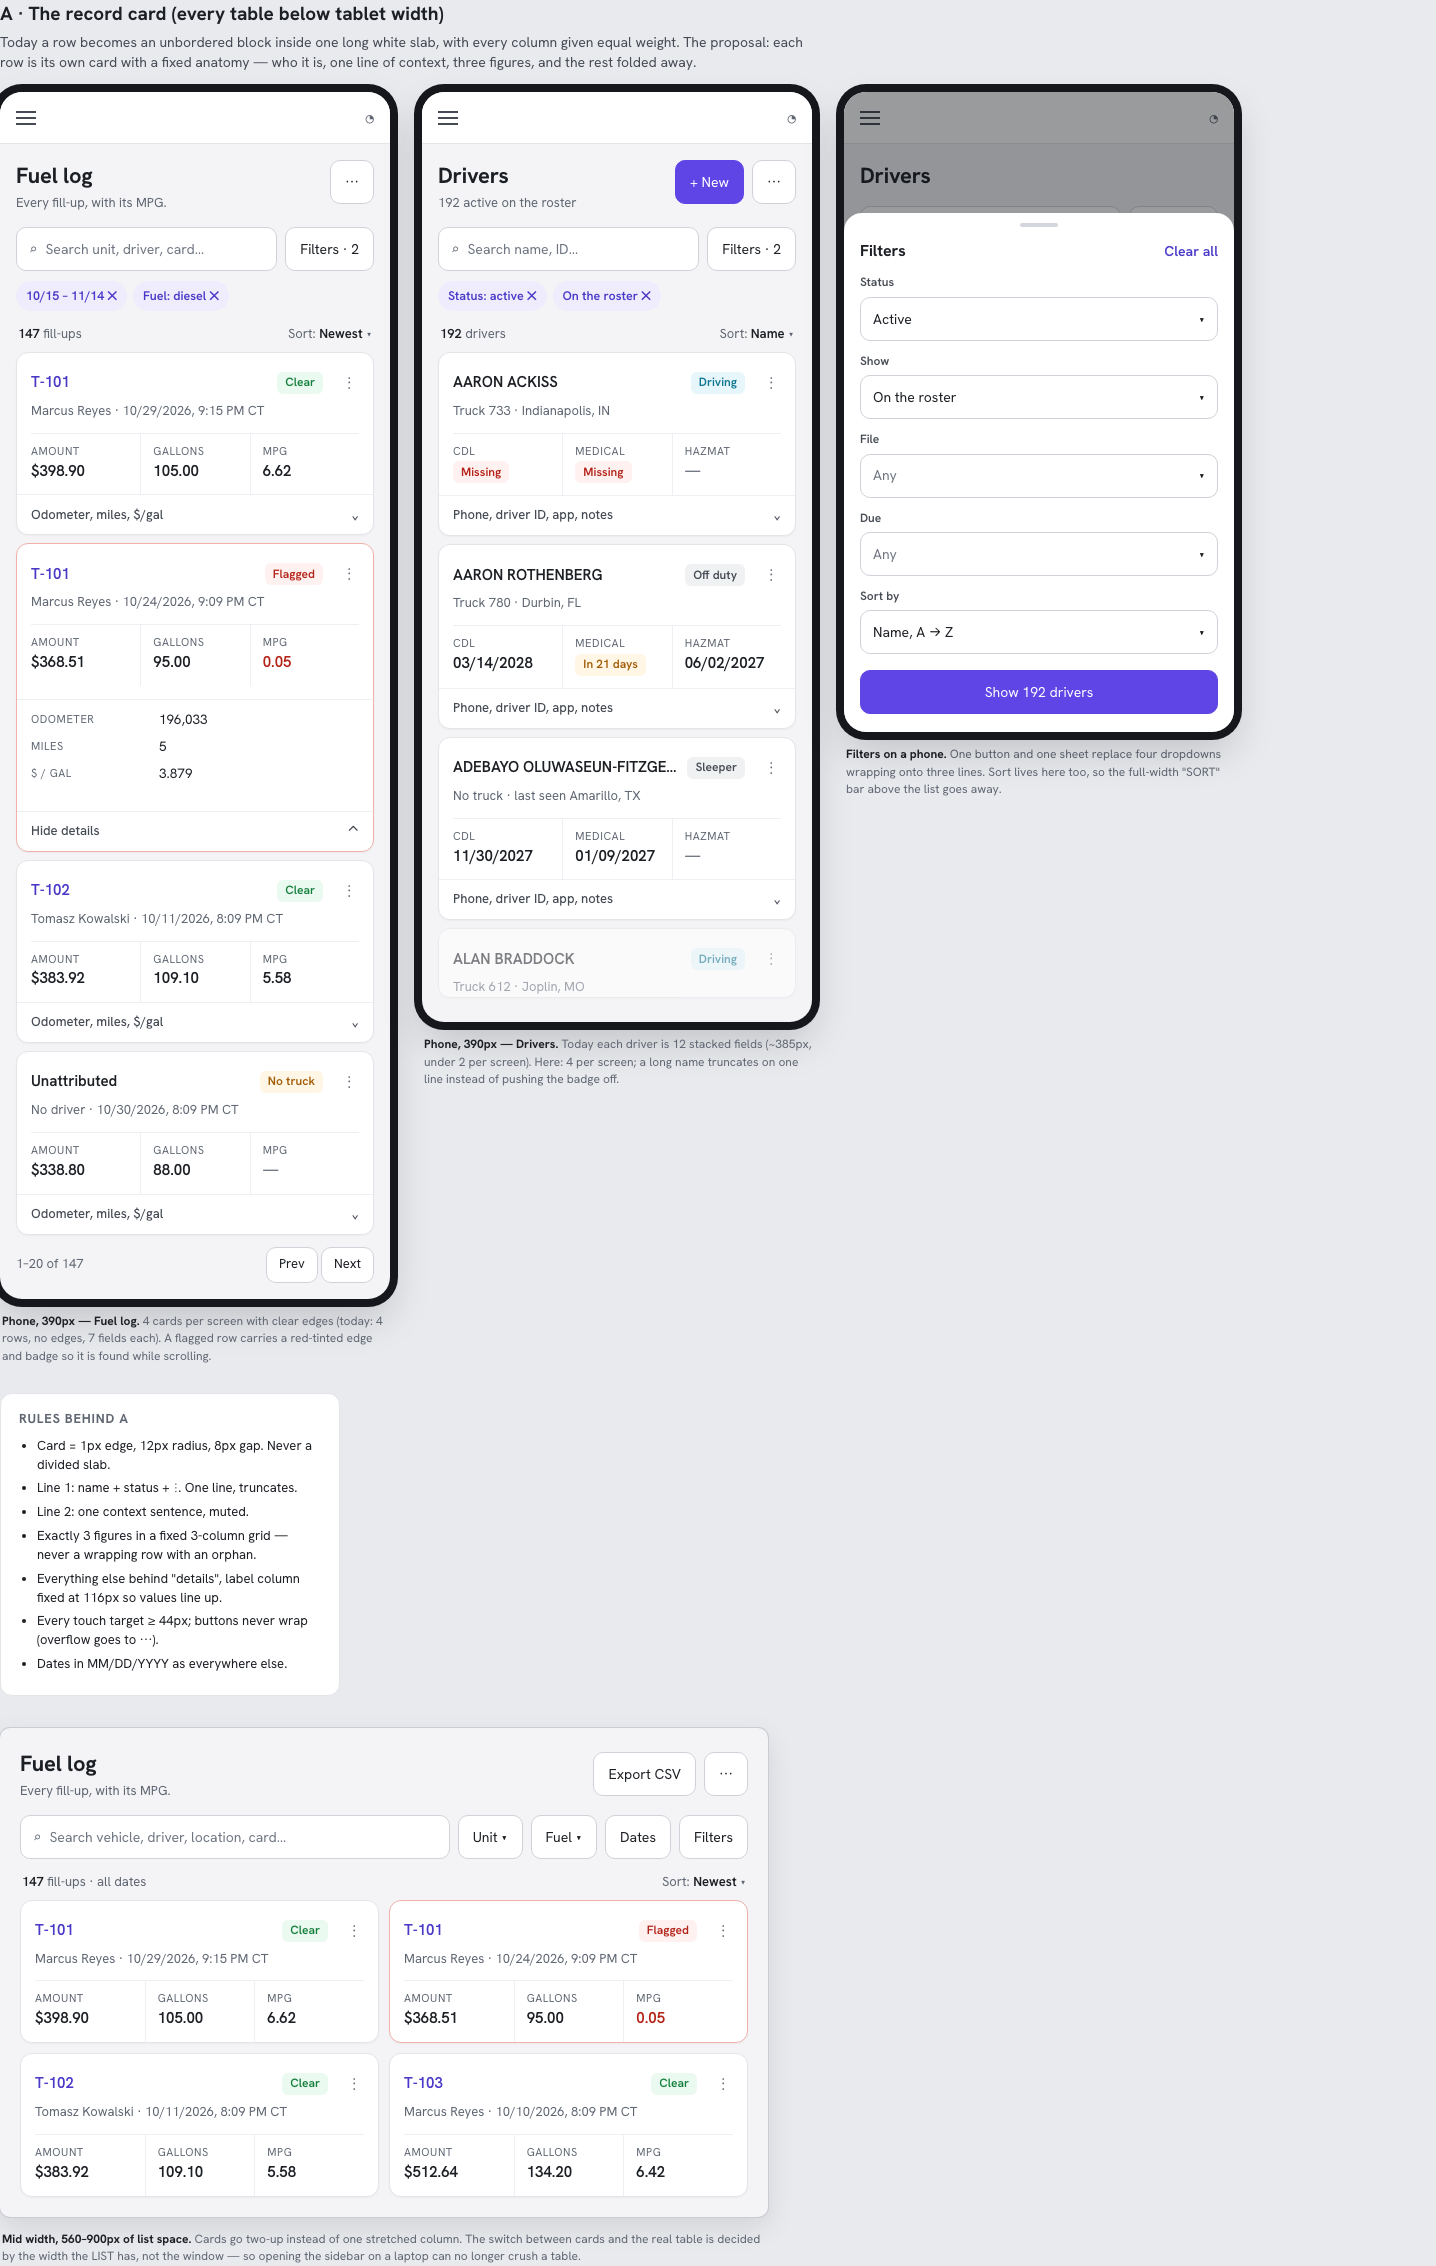 A · The record card (every table below tablet width)
Today a row becomes an unbordered block inside one long white slab, with every column given equal weight. The proposal: each
row is its own card with a fixed anatomy — who it is, one line of context, three figures, and the rest folded away.
Fuel log
···
Every fill-up, with its MPG.
Search unit, driver, card...
Filters · 2
10/15 – 11/14 ✕
Fuel: diesel ✕
147 fill-ups
Sort: Newest ▾
T-101
Clear
⋮
Marcus Reyes · 10/29/2026, 9:15 PM CT
AMOUNT
GALLONS
MPG
$398.90
105.00
6.62
Odometer, miles, $/gal
T-101
Flagged
⋮
Marcus Reyes · 10/24/2026, 9:09 PM CT
AMOUNT
GALLONS
MPG
$368.51
95.00
0.05
ODOMETER
196,033
MILES
5
$ / GAL
3.879
Hide details
T-102
Clear
⋮
Tomasz Kowalski · 10/11/2026, 8:09 PM CT
AMOUNT
GALLONS
MPG
$383.92
109.10
5.58
Odometer, miles, $/gal
Unattributed
No truck
⋮
No driver · 10/30/2026, 8:09 PM CT
AMOUNT
GALLONS
MPG
$338.80
88.00
—
Odometer, miles, $/gal
1–20 of 147
Prev
Next
Phone, 390px — Fuel log. 4 cards per screen with clear edges (today: 4
rows, no edges, 7 fields each). A flagged row carries a red-tinted edge
and badge so it is found while scrolling.
Drivers
+ New
···
192 active on the roster
Search name, ID...
Filters · 2
Status: active ✕
On the roster ✕
192 drivers
Sort: Name ▾
AARON ACKISS
Driving
⋮
Truck 733 · Indianapolis, IN
CDL
MEDICAL
HAZMAT
Missing
Missing
—
Phone, driver ID, app, notes
AARON ROTHENBERG
Off duty
⋮
Truck 780 · Durbin, FL
CDL
MEDICAL
HAZMAT
03/14/2028
In 21 days
06/02/2027
Phone, driver ID, app, notes
ADEBAYO OLUWASEUN-FITZGE...
Sleeper
⋮
No truck · last seen Amarillo, TX
CDL
MEDICAL
HAZMAT
11/30/2027
01/09/2027
—
Phone, driver ID, app, notes
ALAN BRADDOCK
Driving
⋮
Truck 612 · Joplin, MO
Phone, 390px — Drivers. Today each driver is 12 stacked fields (~385px,
under 2 per screen). Here: 4 per screen; a long name truncates on one
line instead of pushing the badge off.
Drivers
Filters
Clear all
Status
Active
Show
On the roster
File
Any
Due
Any
Sort by
Name, A → Z
Show 192 drivers
Filters on a phone. One button and one sheet replace four dropdowns
wrapping onto three lines. Sort lives here too, so the full-width "SORT"
bar above the list goes away.
RULES BEHIND A
• Card = 1px edge, 12px radius, 8px gap. Never a
divided slab.
• Line 1: name + status + ⋮. One line, truncates.
• Line 2: one context sentence, muted.
• Exactly 3 figures in a fixed 3-column grid —
never a wrapping row with an orphan.
• Everything else behind "details", label column
fixed at 116px so values line up.
• Every touch target ≥ 44px; buttons never wrap
(overflow goes to ···).
• Dates in MM/DD/YYYY as everywhere else.
Fuel log
Export CSV
···
Every fill-up, with its MPG.
Search vehicle, driver, location, card...
Unit ▾
Fuel ▾
Dates
Filters
147 fill-ups · all dates
Sort: Newest ▾
T-101
Clear
⋮
Marcus Reyes · 10/29/2026, 9:15 PM CT
AMOUNT
GALLONS
MPG
$398.90
105.00
6.62
T-101
Flagged
⋮
Marcus Reyes · 10/24/2026, 9:09 PM CT
AMOUNT
GALLONS
MPG
$368.51
95.00
0.05
T-102
Clear
⋮
Tomasz Kowalski · 10/11/2026, 8:09 PM CT
AMOUNT
GALLONS
MPG
$383.92
109.10
5.58
T-103
Clear
⋮
Marcus Reyes · 10/10/2026, 8:09 PM CT
AMOUNT
GALLONS
MPG
$512.64
134.20
6.42
Mid width, 560–900px of list space. Cards go two-up instead of one stretched column. The switch between cards and the real table is decided
by the width the LIST has, not the window — so opening the sidebar on a laptop can no longer crush a table.